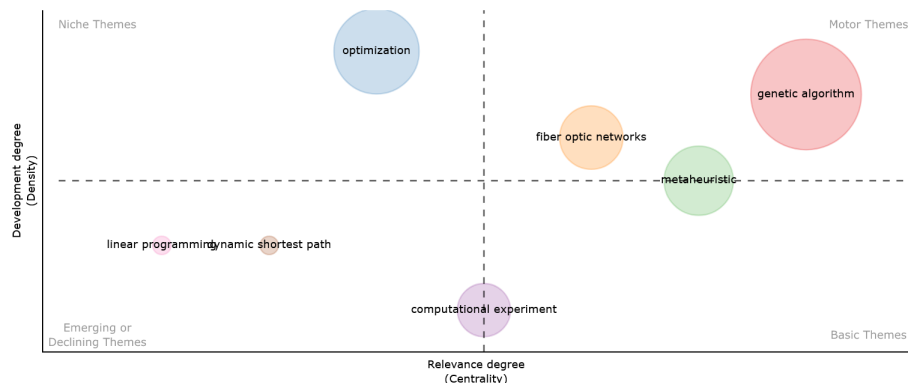 Niche Themes
Motor Themes
optimization
genetic algorithm
fiber optic networks
metaheuristic
Development degree
(Density)
linear programming
dynamic shortest path
computational experiment
Emerging or
Declining Themes
Basic Themes
Relevance degree
(Centrality)